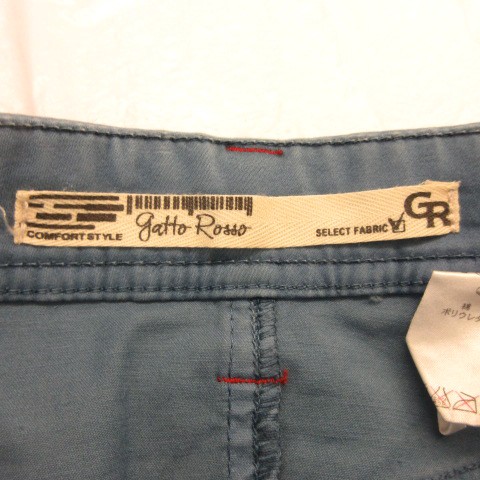 COMFORT STYLE
gatto Rosso
SELECT FABRIC
GR
綿
ポリウレタ